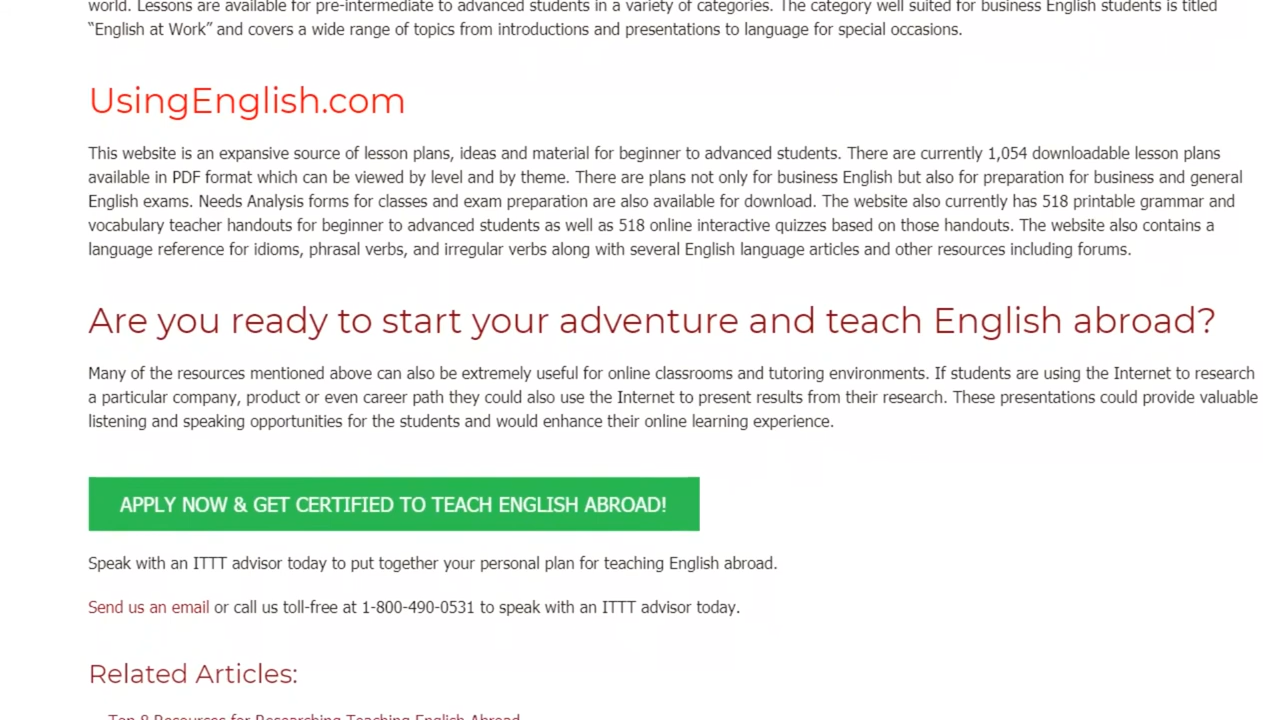 world. Lessons are available for pre-intermediate to advanced students in a variety of categories. The category well suited for business English students is titled
“English at Work” and covers a wide range of topics from introductions and presentations to language for special occasions.
UsingEnglish.com
This website is an expansive source of lesson plans, ideas and material for beginner to advanced students. There are currently 1,054 downloadable lesson plans
available in PDF format which can be viewed by level and by theme. There are plans not only for business English but also for preparation for business and general
English exams. Needs Analysis forms for classes and exam preparation are also available for download. The website also currently has 518 printable grammar and
vocabulary teacher handouts for beginner to advanced students as well as 518 online interactive quizzes based on those handouts. The website also contains a
language reference for idioms, phrasal verbs, and irregular verbs along with several English language articles and other resources including forums.
Are you ready to start your adventure and teach English abroad?
Many of the resources mentioned above can also be extremely useful for online classrooms and tutoring environments. If students are using the Internet to research
a particular company, product or even career path they could also use the Internet to present results from their research. These presentations could provide valuable
listening and speaking opportunities for the students and would enhance their online learning experience.
APPLY NOW & GET CERTIFIED TO TEACH ENGLISH ABROAD!
Speak with an ITTT advisor today to put together your personal plan for teaching English abroad.
Send us an email or call us toll-free at 1-800-490-0531 to speak with an ITTT advisor today.
Related Articles:
Top 8 Resources for Researching Teaching English Abroad